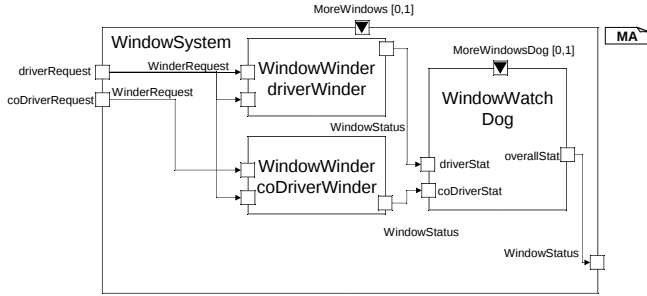 MoreWindows [0,1]
WindowSystem
MA
MoreWindowsDog [0,1]
driverRequest
WinderRequest
WindowWinder
driverWinder
coDriverRequest
WinderRequest
WindowWatch
Dog
WindowStatus
WindowWinder
coDriverWinder
driverStat
overallStat
coDriverStat
WindowStatus
WindowStatus